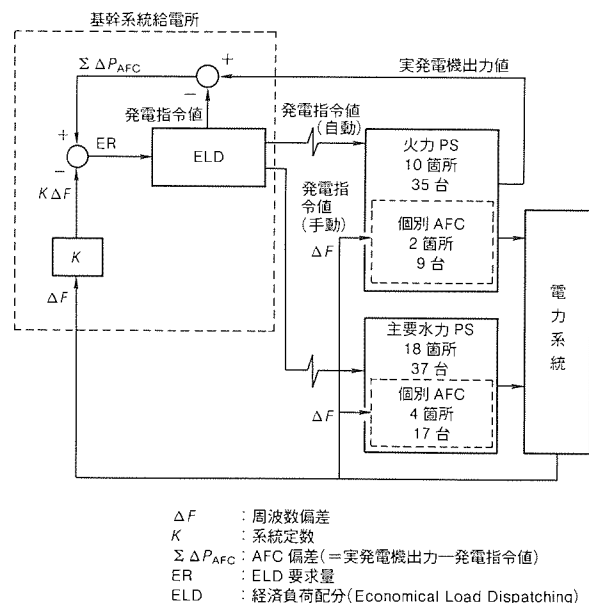 基幹系統給電所
Σ ΔP_AFC
+
−
実発電機出力値
発電指令値
+
−
ER
ELD
発電指令値
(自動)
火力 PS
10 箇所
35 台
KΔF
発電指
令値
(手動)
個別 AFC
2 箇所
9 台
ΔF
K
ΔF
電力系統
主要水力 PS
18 箇所
37 台
個別 AFC
4 箇所
17 台
ΔF
ΔF : 周波数偏差
K : 系統定数
Σ ΔP_AFC : AFC 偏差(=実発電機出力—発電指令値)
ER : ELD 要求量
ELD : 経済負荷配分(Economical Load Dispatching)